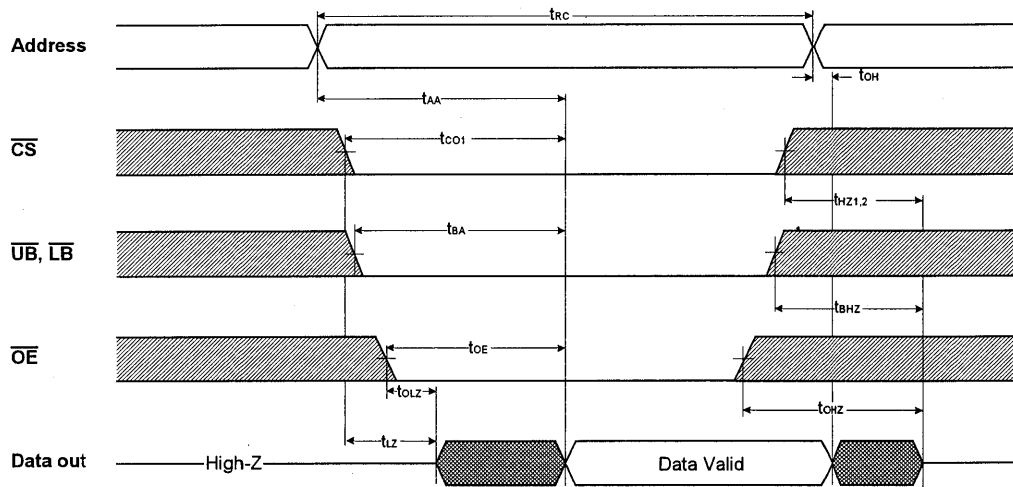 tRC
Address
tOH
tAA
tCO1
CS
tHZ1,2
tBA
UB, LB
tBHZ
tOE
OE
tOLZ
tOHZ
tLZ
Data out
High-Z
Data Valid